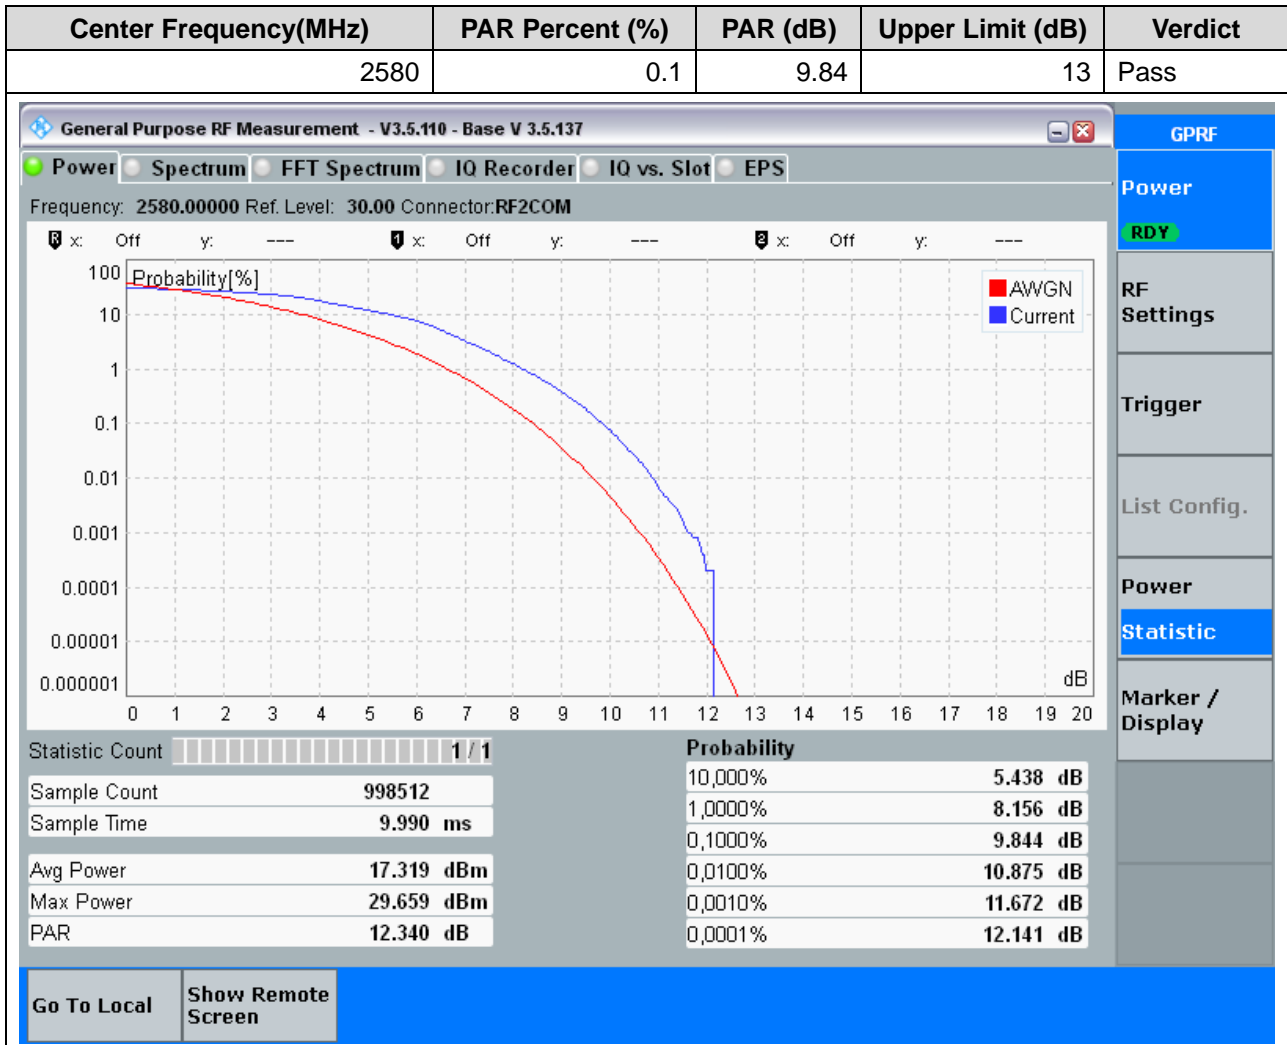 Center Frequency(MHz) PAR Percent (%) PAR (dB) Upper Limit (dB) Verdict
2580 0.1 9.84 13 Pass
General Purpose RF Measurement - V3.5.110 - Base V 3.5.137
GPRF
Power Spectrum FFT Spectrum IQ Recorder IQ vs. Slot EPS
Power
RDY
Frequency: 2580.00000 Ref. Level: 30.00 Connector:RF2COM
R x: Off y: --- 1 x: Off y: --- 2 x: Off y: ---
Probability[%]
AWGN
Current
100
10
1
0.1
0.01
0.001
0.0001
0.00001
0.000001
dB
0 1 2 3 4 5 6 7 8 9 10 11 12 13 14 15 16 17 18 19 20
RF
Settings
Trigger
List Config.
Power
Statistic
Marker /
Display
Statistic Count 1 / 1
Sample Count 998512
Sample Time 9.990 ms
Avg Power 17.319 dBm
Max Power 29.659 dBm
PAR 12.340 dB
Probability
10,000% 5.438 dB
1,0000% 8.156 dB
0,1000% 9.844 dB
0,0100% 10.875 dB
0,0010% 11.672 dB
0,0001% 12.141 dB
Go To Local
Show Remote
Screen